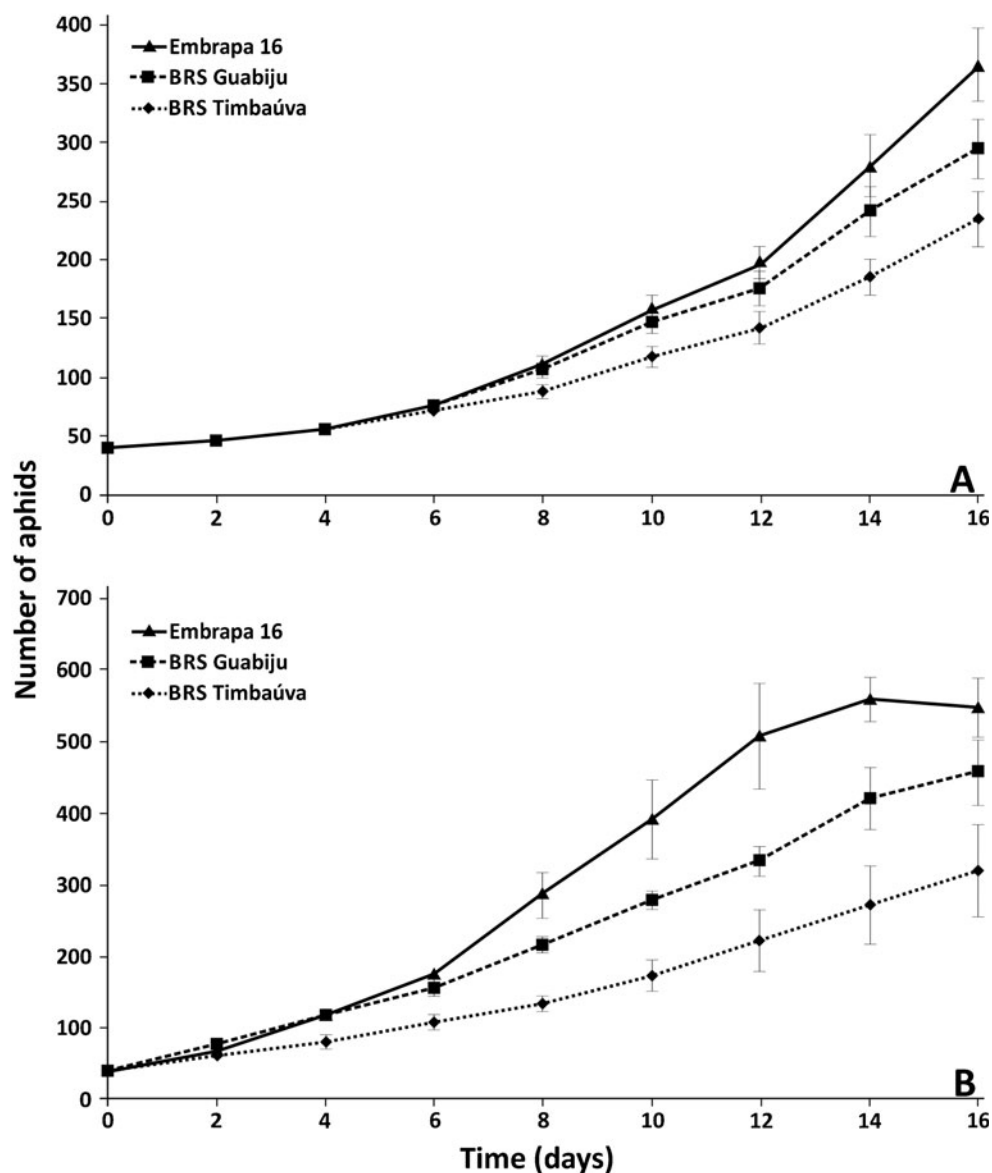 400
350
300
250
200
150
100
50
0
Embrapa 16
BRS Guabiju
BRS Timbaúva
A
0 2 4 6 8 10 12 14 16
Number of aphids
700
600
500
400
300
200
100
0
Embrapa 16
BRS Guabiju
BRS Timbaúva
B
0 2 4 6 8 10 12 14 16
Time (days)